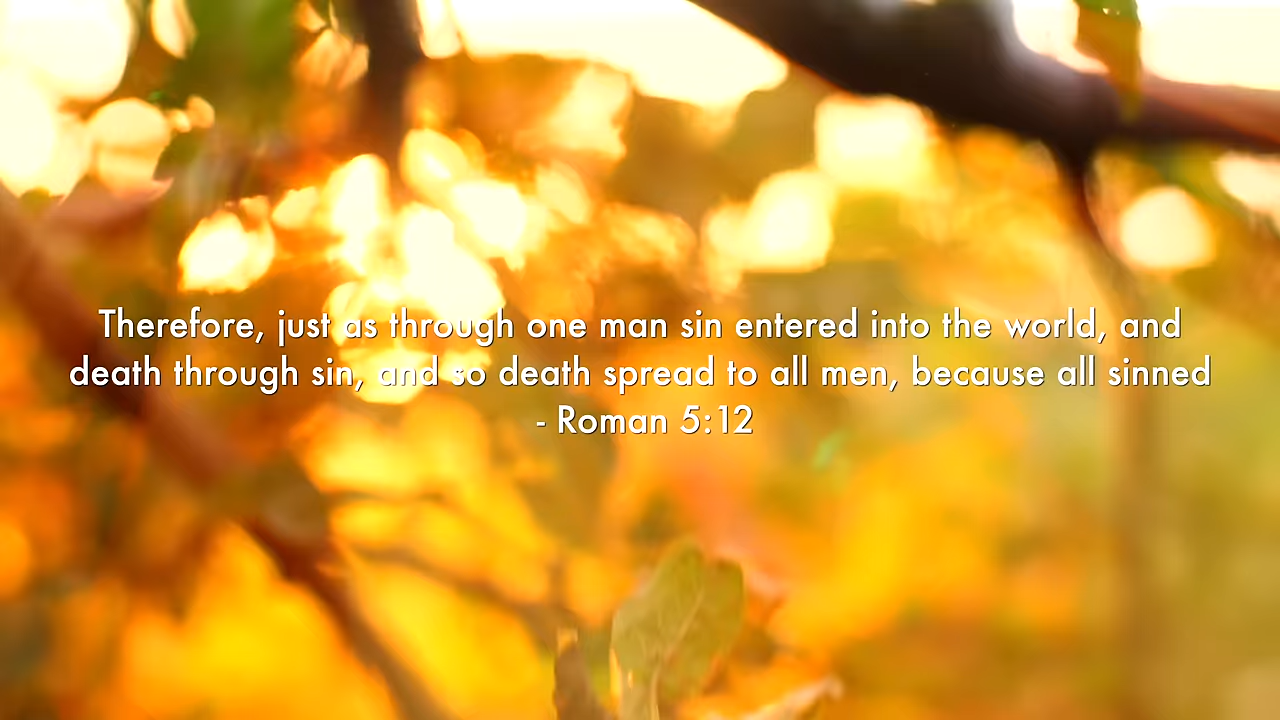 Therefore, just as through one man sin entered into the world, and
death through sin, and so death spread to all men, because all sinned
- Roman 5:12